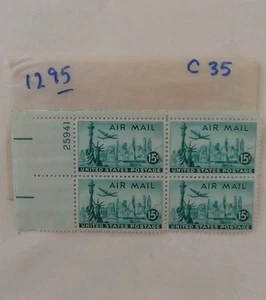 1295
C 35
25941
AIR MAIL
15¢
UNITED STATES POSTAGE
AIR MAIL
15¢
UNITED STATES POSTAGE
AIR MAIL
15¢
UNITED STATES POSTAGE
AIR MAIL
15¢
UNITED STATES POSTAGE